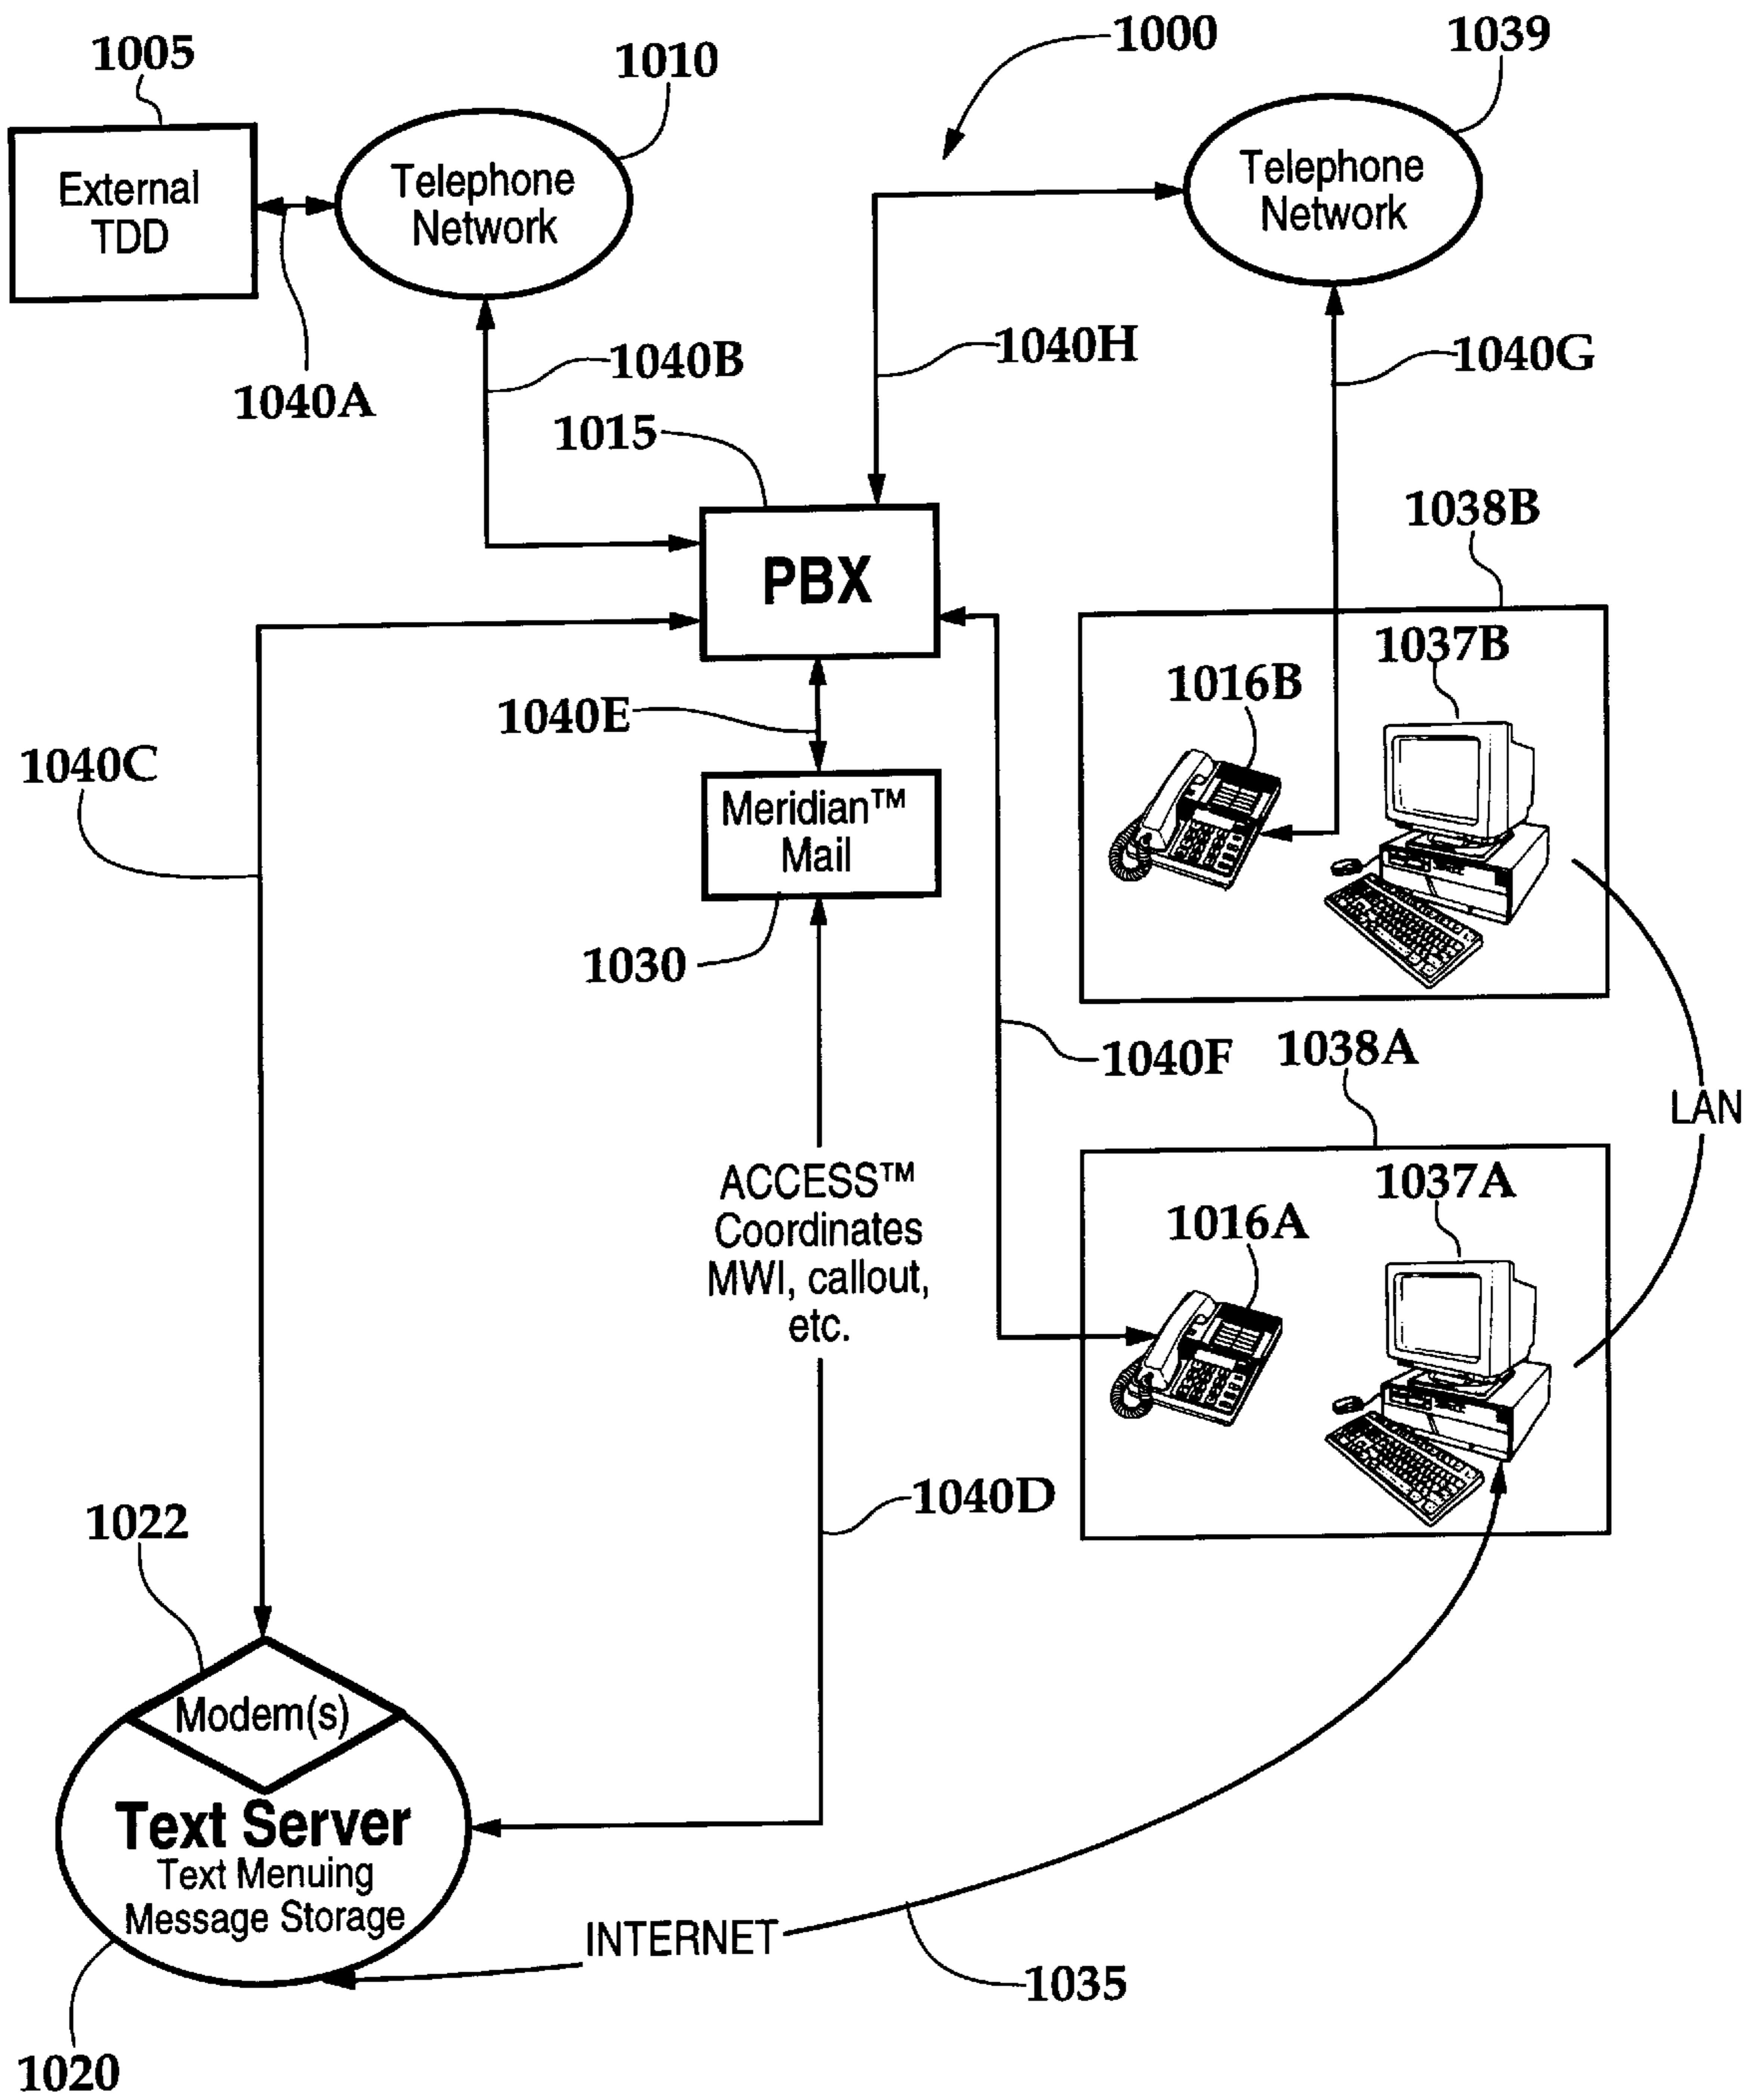 1005
1010
1000
1039
External
TDD
Telephone
Network
Telephone
Network
1040A
1040B
1040H
1040G
1015
PBX
1038B
1037B
1016B
1040E
1040C
Meridian™
Mail
1030
1040F
1038A
LAN
ACCESS™
Coordinates
MWI, callout,
etc.
1037A
1016A
1040D
1022
Modem(s)
Text Server
Text Menuing
Message Storage
INTERNET
1035
1020